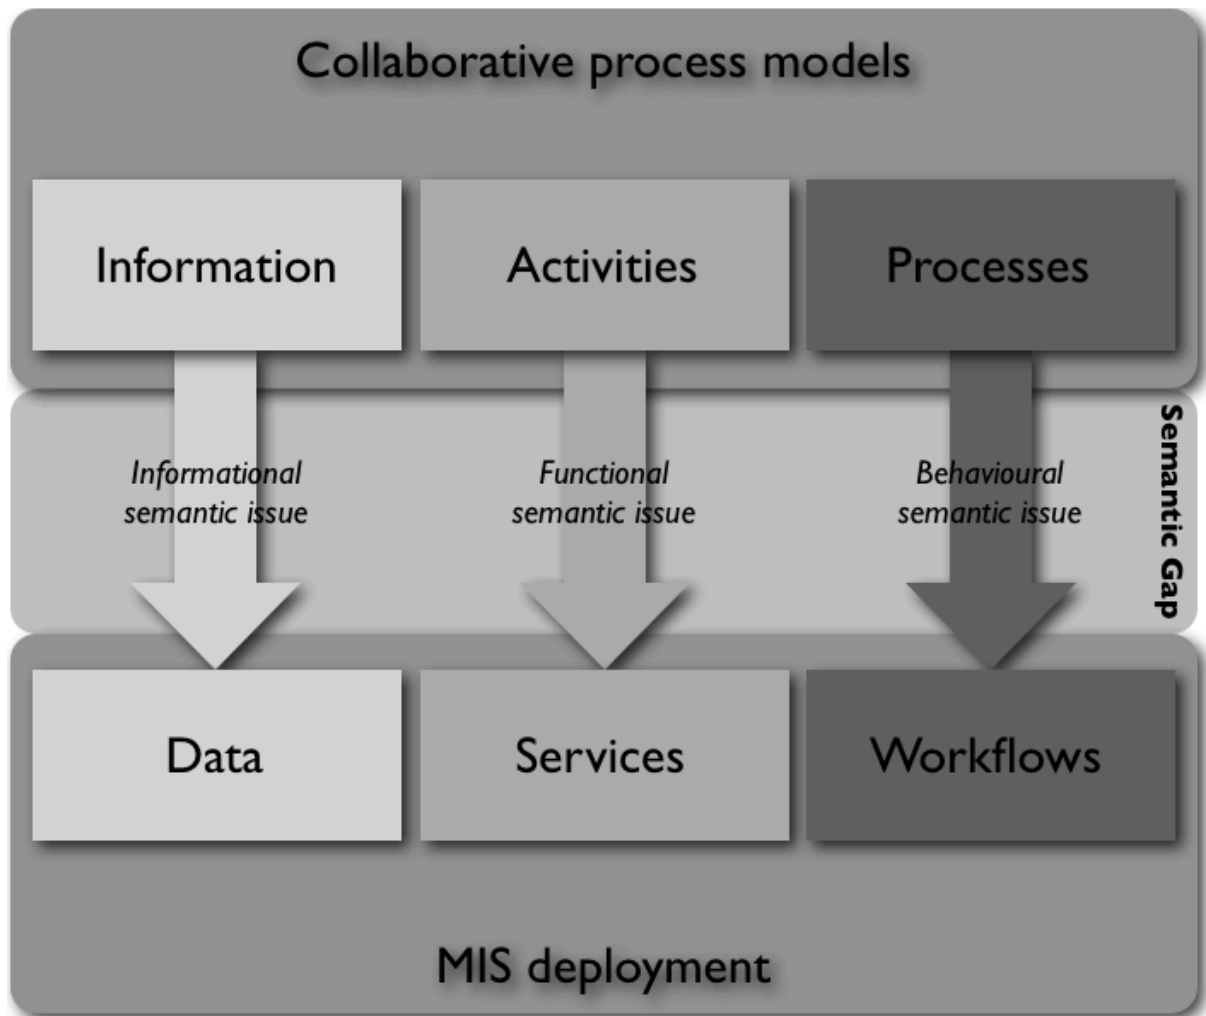 Collaborative process models
Information
Activities
Processes
Informational
semantic issue
Functional
semantic issue
Behavioural
semantic issue
Semantic Gap
Data
Services
Workflows
MIS deployment